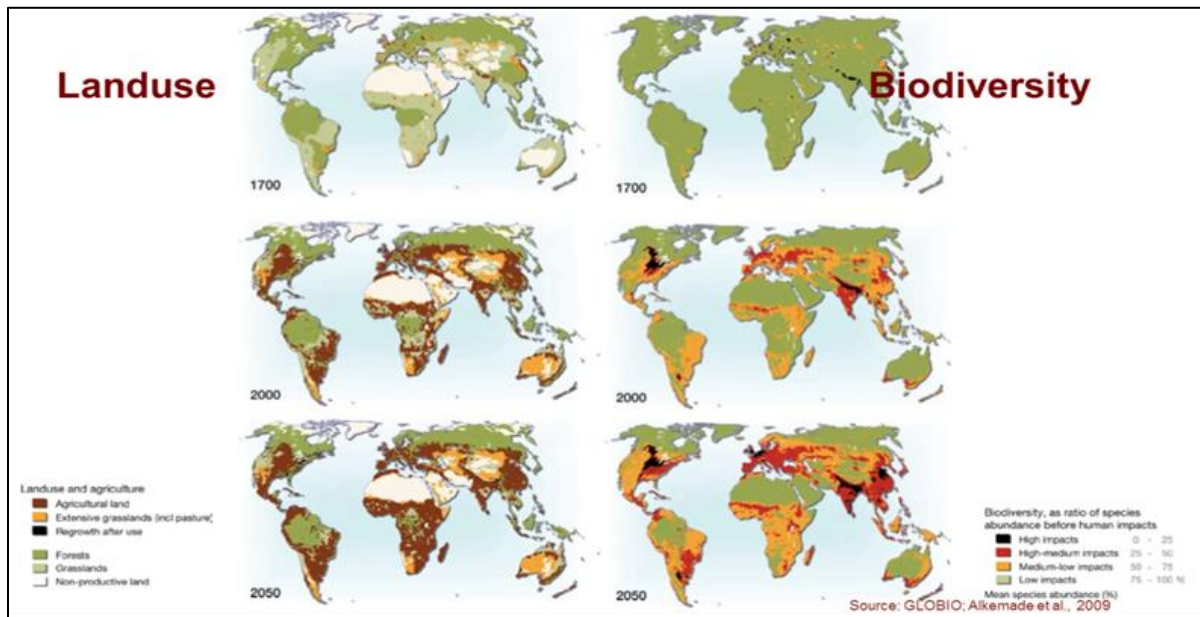 Landuse
Biodiversity
1700
1700
2000
2000
2050
2050
Landuse and agriculture
Agricultural land
Extensive grasslands (incl pasture)
Regrowth after use
Forests
Grasslands
Non-productive land
Biodiversity, as ratio of species
abundance before human impacts
High impacts 0 - 25
High-medium impacts 25 - 50
Medium-low impacts 50 - 75
Low impacts 75 - 100 %
Mean species abundance (%)
Source: GLOBIO; Alkemade et al., 2009